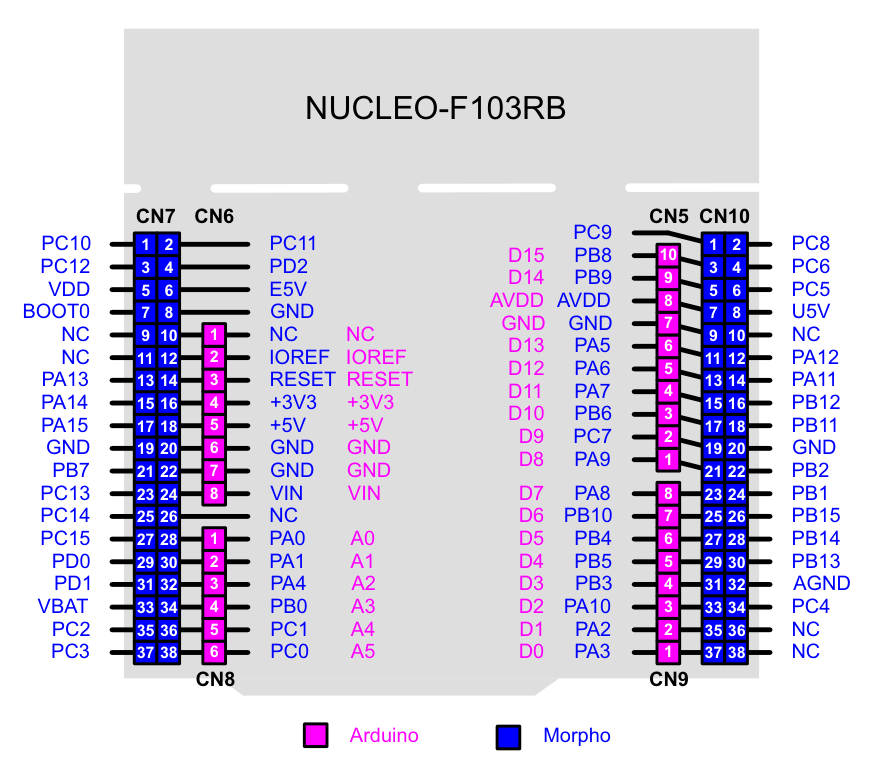 NUCLEO-F103RB
CN7 CN6 CN5 CN10
PC9
PC10 1 2 PC11 D15 PB8 10 1 2 PC8
PC12 3 4 PD2 D14 PB9 9 3 4 PC6
VDD 5 6 E5V AVDD AVDD 8 5 6 PC5
BOOT0 7 8 GND GND GND 7 7 8 U5V
NC 9 10 1 NC NC D13 PA5 6 9 10 NC
NC 11 12 2 IOREF IOREF D12 PA6 5 11 12 PA12
PA13 13 14 3 RESET RESET D11 PA7 4 13 14 PA11
PA14 15 16 4 +3V3 +3V3 D10 PB6 3 15 16 PB12
PA15 17 18 5 +5V +5V D9 PC7 2 17 18 PB11
GND 19 20 6 GND GND D8 PA9 1 19 20 GND
PB7 21 22 7 GND GND 21 22 PB2
PC13 23 24 8 VIN VIN D7 PA8 8 23 24 PB1
PC14 25 26 NC D6 PB10 7 25 26 PB15
PC15 27 28 1 PA0 A0 D5 PB4 6 27 28 PB14
PD0 29 30 2 PA1 A1 D4 PB5 5 29 30 PB13
PD1 31 32 3 PA4 A2 D3 PB3 4 31 32 AGND
VBAT 33 34 4 PB0 A3 D2 PA10 3 33 34 PC4
PC2 35 36 5 PC1 A4 D1 PA2 2 35 36 NC
PC3 37 38 6 PC0 A5 D0 PA3 1 37 38 NC
CN8 CN9
Arduino Morpho